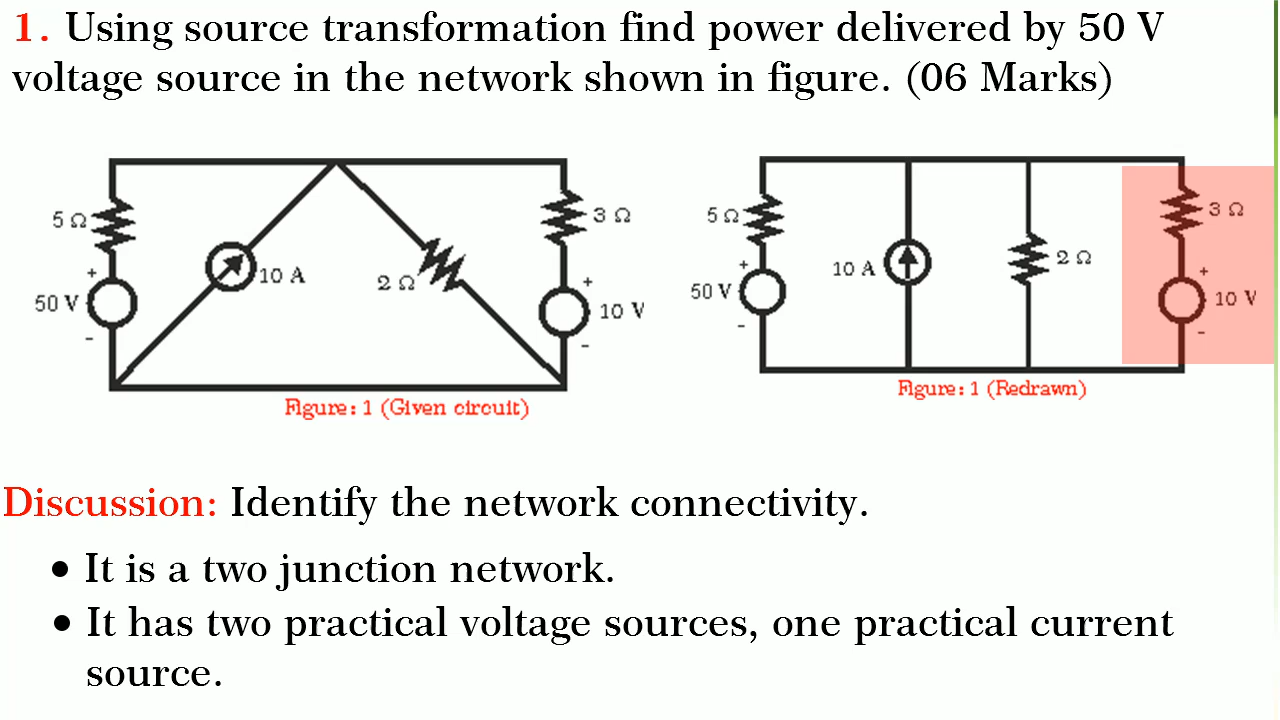 1. Using source transformation find power delivered by 50 V
voltage source in the network shown in figure. (06 Marks)
5 Ω
+
50 V
-
10 A
2 Ω
3 Ω
+
10 V
-
Figure: 1 (Given circuit)
5 Ω
+
50 V
-
10 A
2 Ω
3 Ω
+
10 V
-
Figure: 1 (Redrawn)
Discussion: Identify the network connectivity.
• It is a two junction network.
• It has two practical voltage sources, one practical current
source.